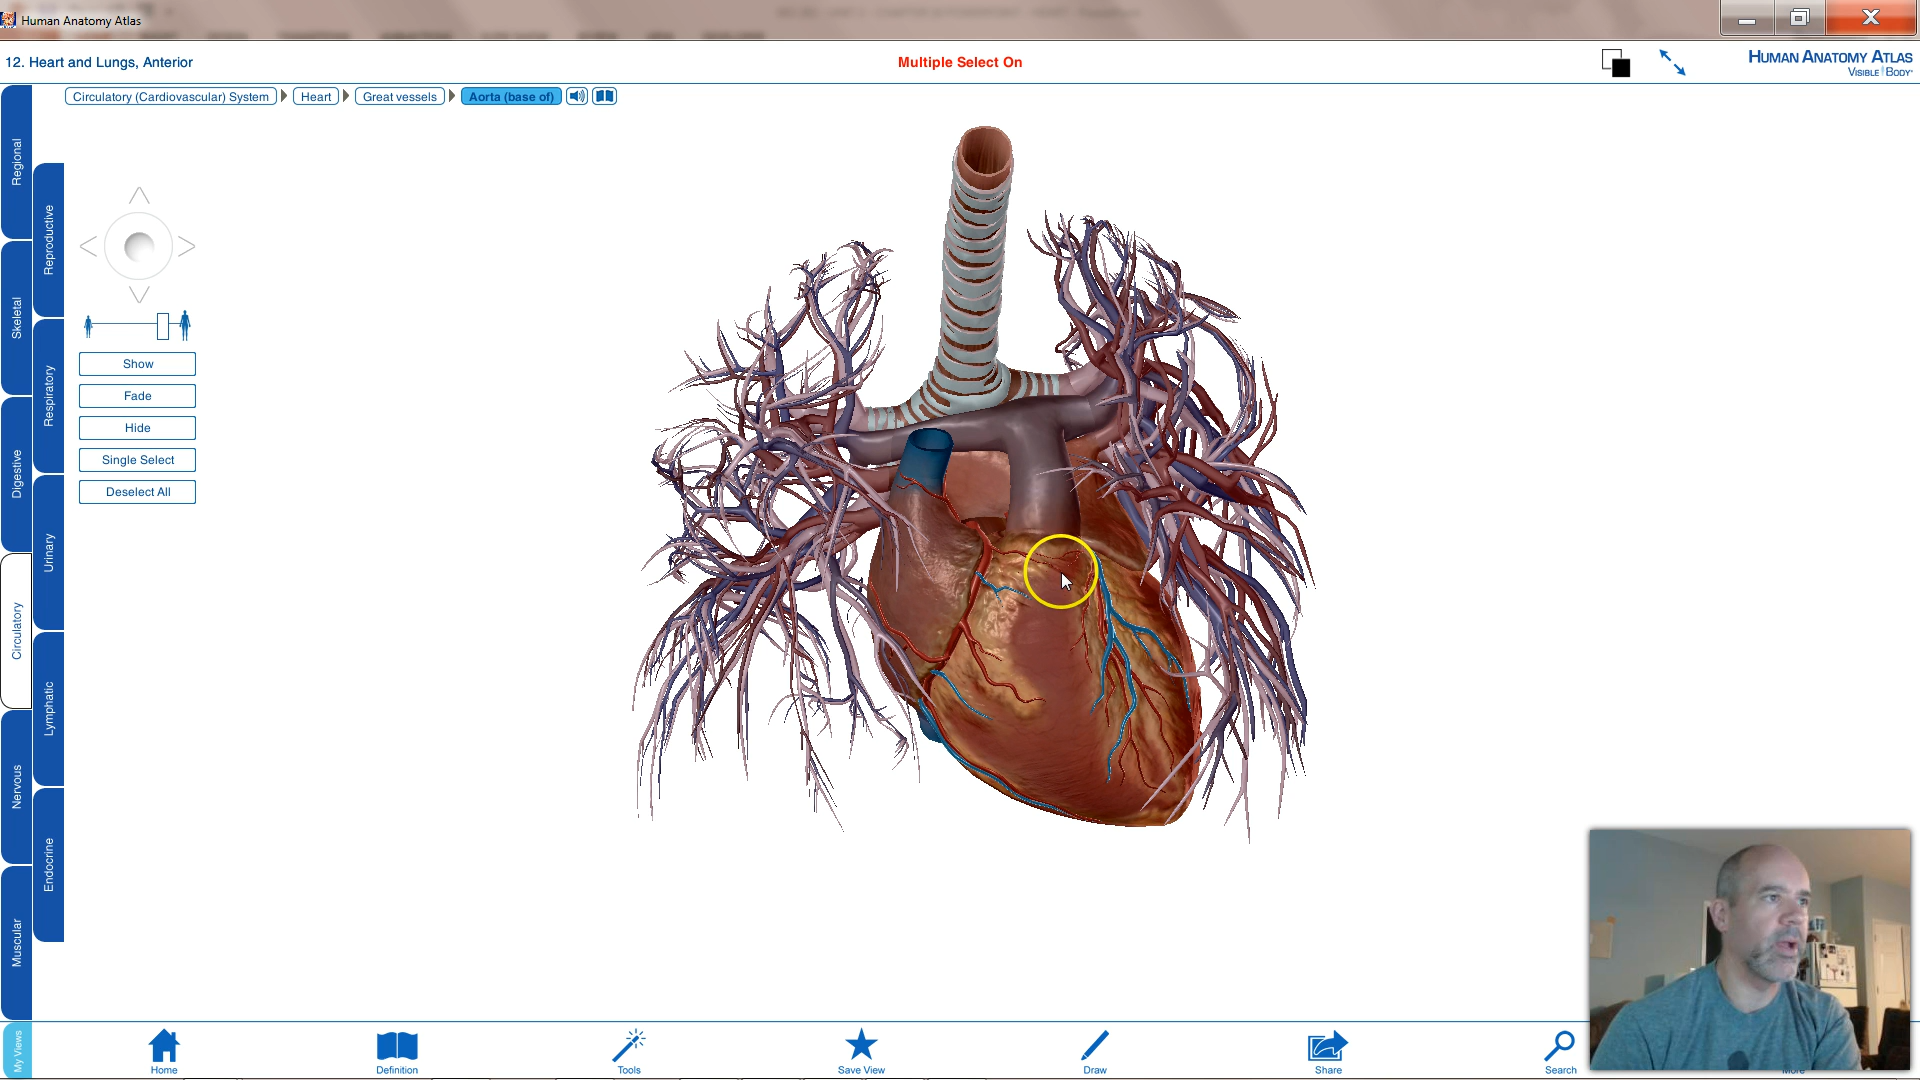 Human Anatomy Atlas
12. Heart and Lungs, Anterior
Multiple Select On
HUMAN ANATOMY ATLAS
VISIBLE BODY
Circulatory (Cardiovascular) System
Heart
Great vessels
Aorta (base of)
Regional
Skeletal
Digestive
Circulatory
Nervous
Muscular
My Views
Reproductive
Respiratory
Urinary
Lymphatic
Endocrine
Show
Fade
Hide
Single Select
Deselect All
Home
Definition
Tools
Save View
Draw
Share
Search
More